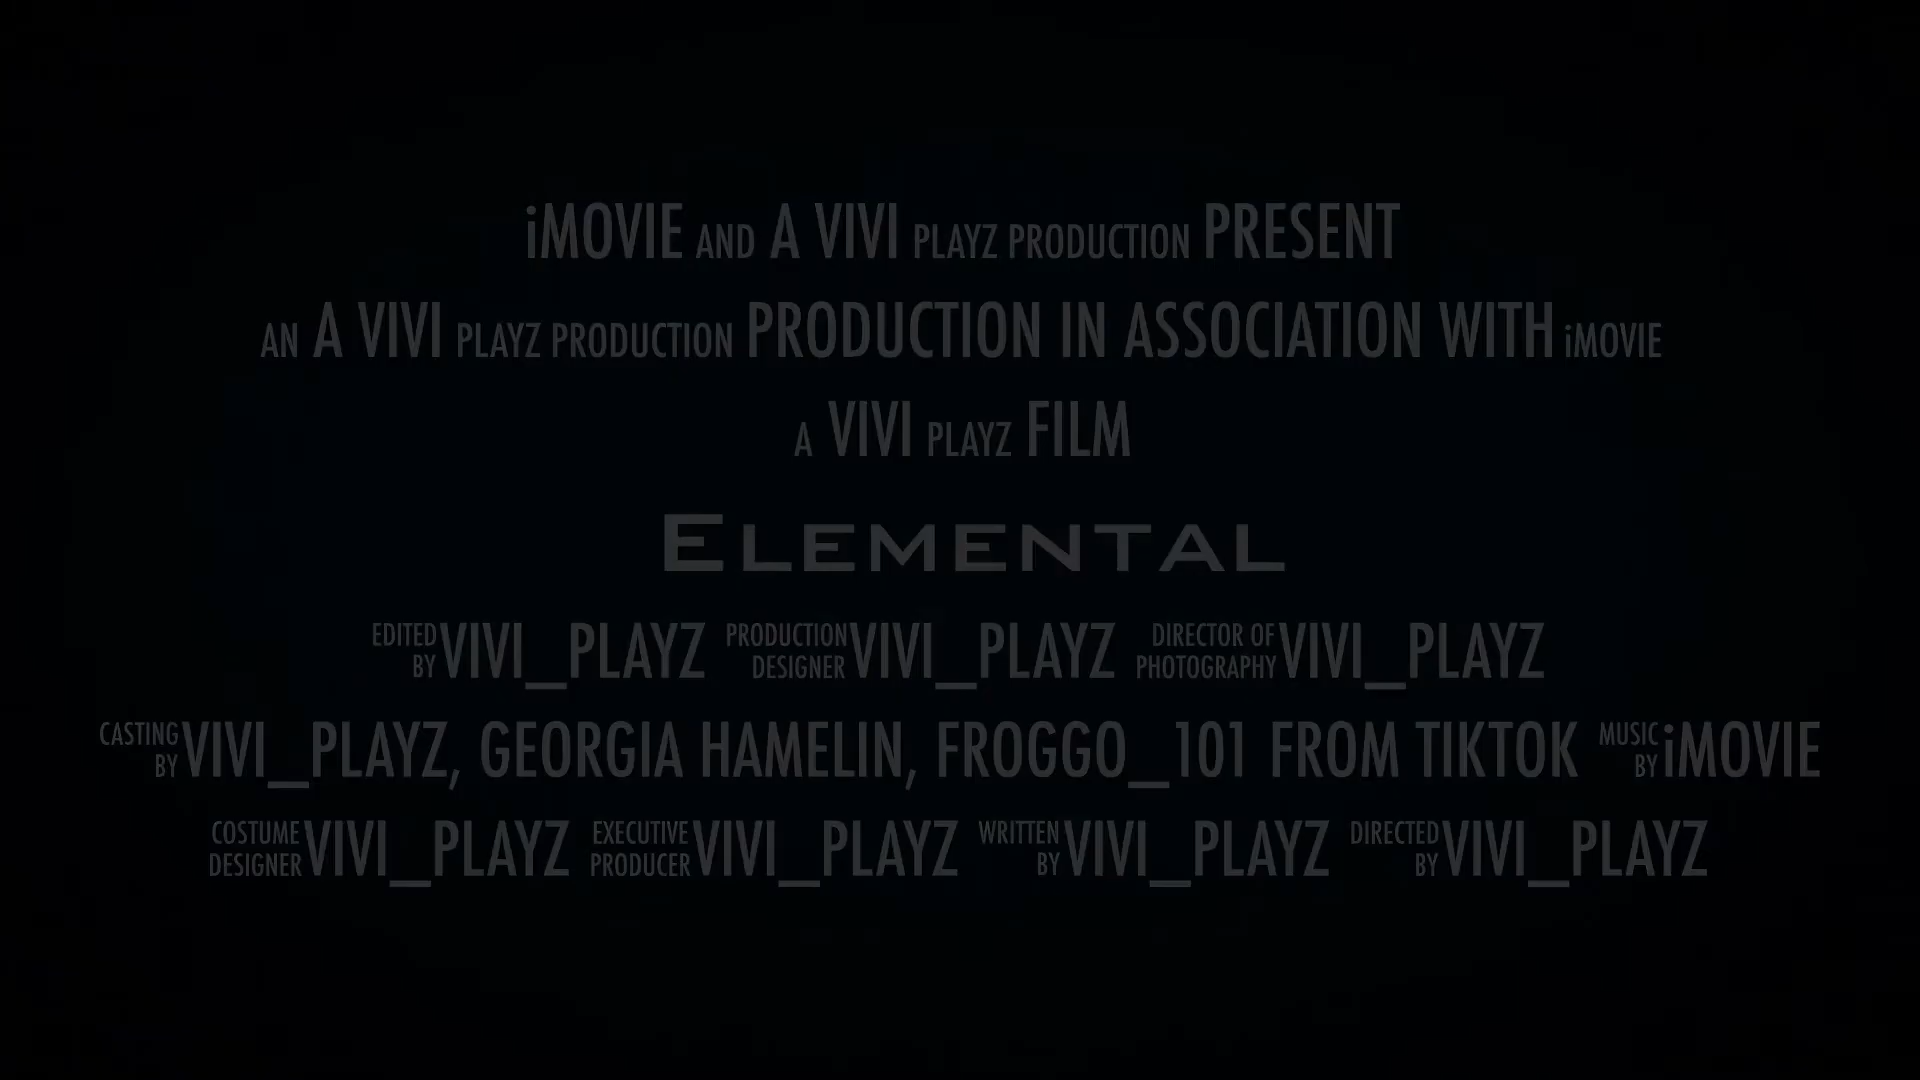 iMOVIE AND A VIVI PLAYZ PRODUCTION PRESENT
AN A VIVI PLAYZ PRODUCTION PRODUCTION IN ASSOCIATION WITH iMOVIE
A VIVI PLAYZ FILM
ELEMENTAL
EDITED BY VIVI_PLAYZ PRODUCTION DESIGNER VIVI_PLAYZ DIRECTOR OF PHOTOGRAPHY VIVI_PLAYZ
CASTING BY VIVI_PLAYZ, GEORGIA HAMELIN, FROGGO_101 FROM TIKTOK MUSIC BY iMOVIE
COSTUME DESIGNER VIVI_PLAYZ EXECUTIVE PRODUCER VIVI_PLAYZ WRITTEN BY VIVI_PLAYZ DIRECTED BY VIVI_PLAYZ